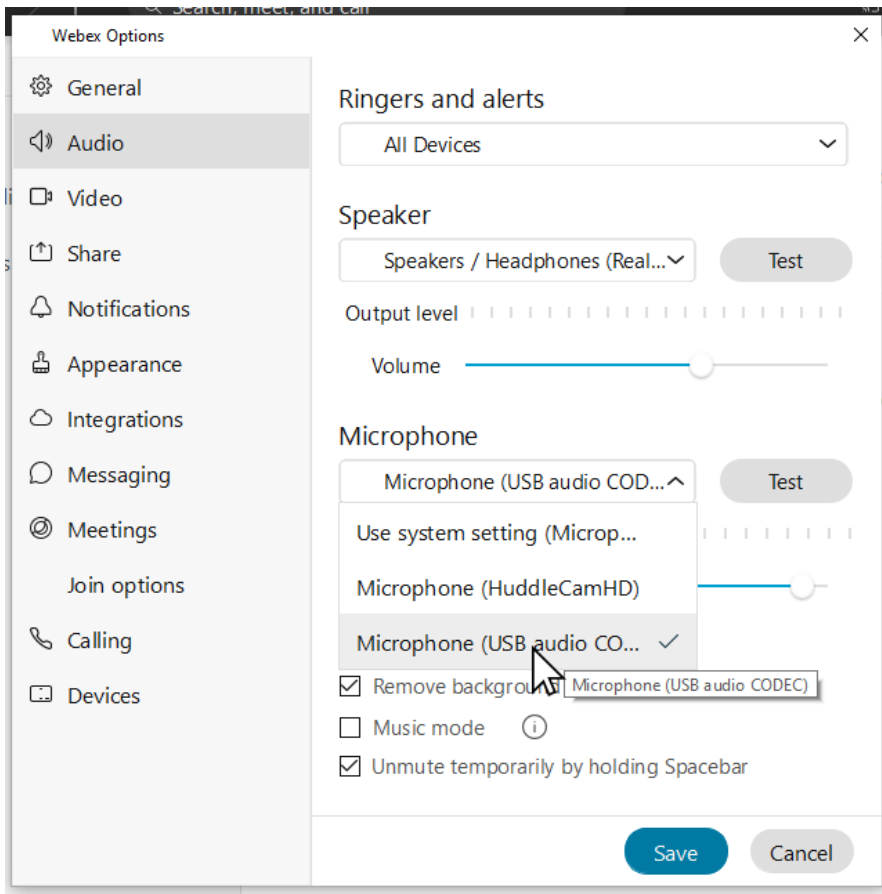 Search, meet, and call
Webex Options
General
Audio
Video
Share
Notifications
Appearance
Integrations
Messaging
Meetings
Join options
Calling
Devices
Ringers and alerts
All Devices
Speaker
Speakers / Headphones (Real...
Test
Output level
Volume
Microphone
Microphone (USB audio COD...
Test
Use system setting (Microp...
Microphone (HuddleCamHD)
Microphone (USB audio CO...
Remove background
Microphone (USB audio CODEC)
Music mode
Unmute temporarily by holding Spacebar
Save
Cancel